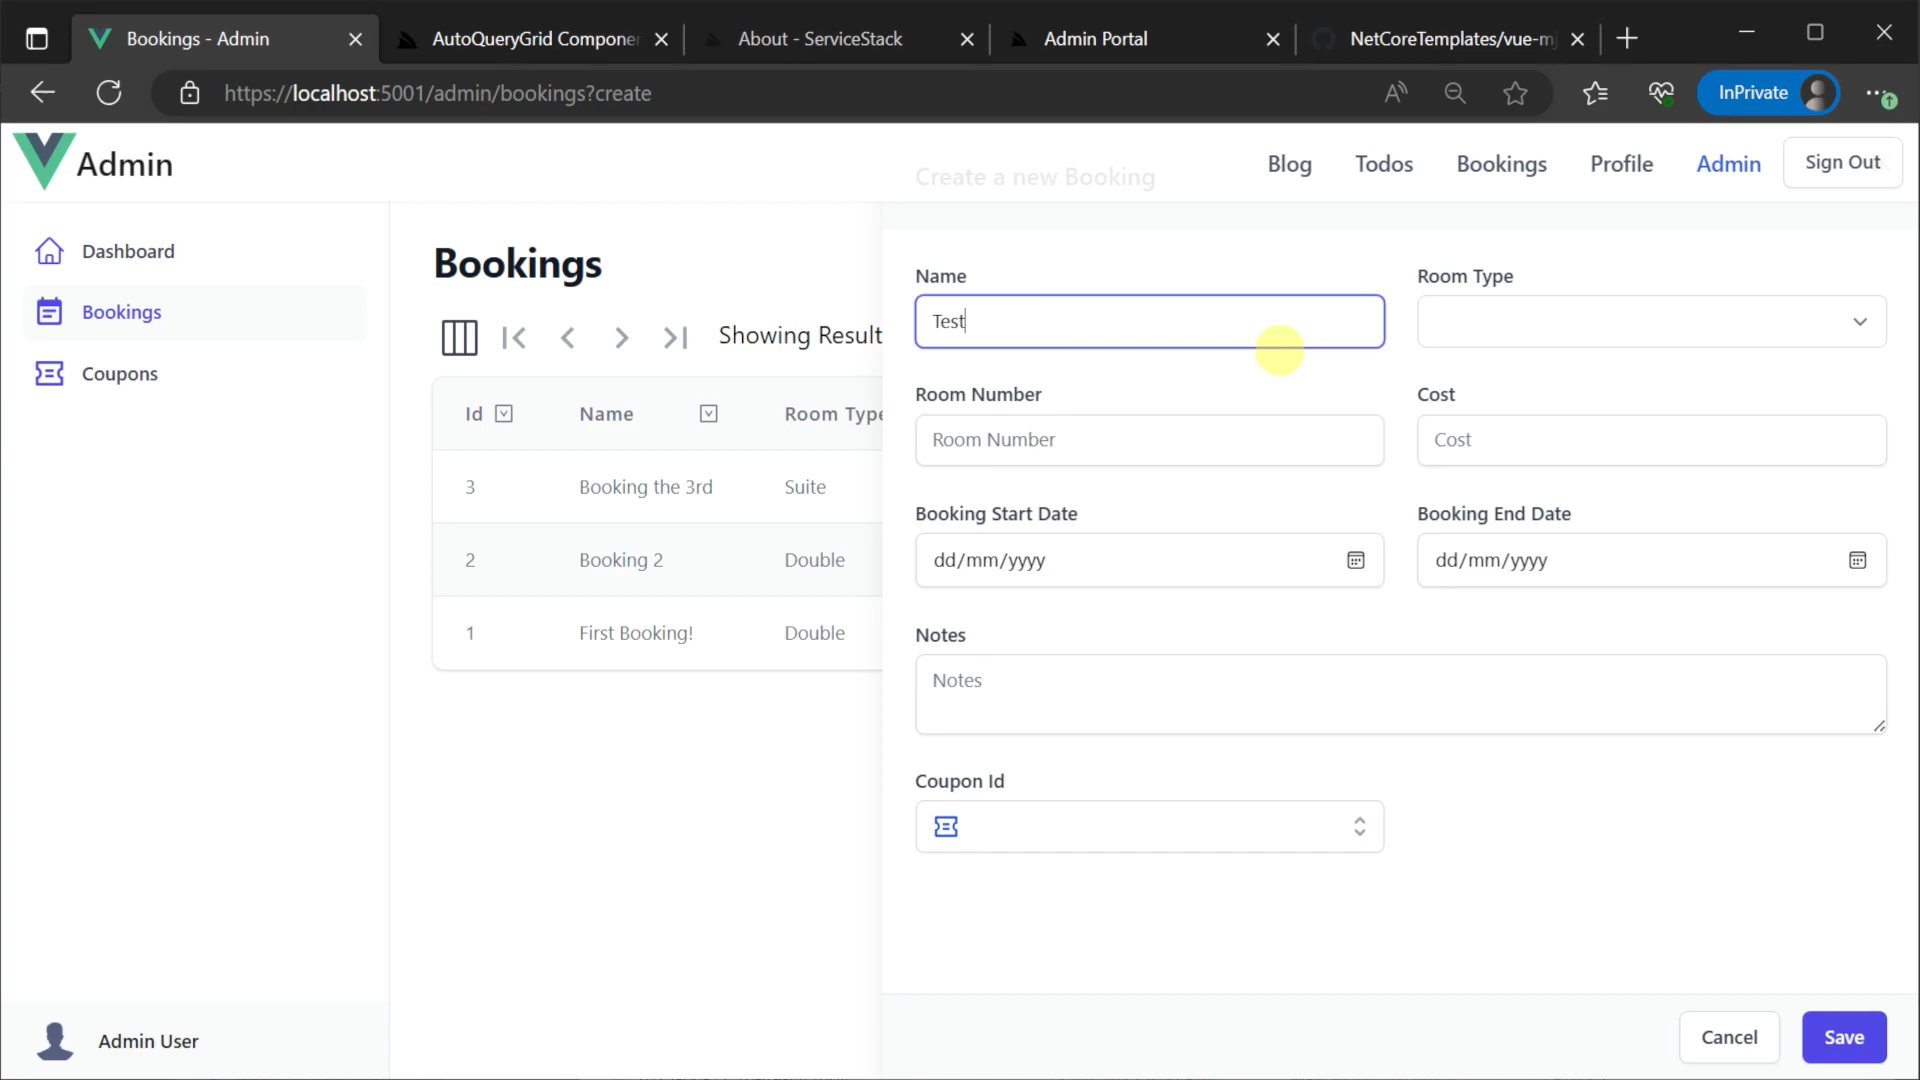 Bookings - Admin
AutoQueryGrid Componen
About - ServiceStack
Admin Portal
NetCoreTemplates/vue-mj
https://localhost:5001/admin/bookings?create
InPrivate
Admin
Create a new Booking
Blog
Todos
Bookings
Profile
Admin
Sign Out
Dashboard
Bookings
Coupons
Bookings
Showing Result
Id
Name
Room Type
3
Booking the 3rd
Suite
2
Booking 2
Double
1
First Booking!
Double
Name
Test
Room Type
Room Number
Room Number
Cost
Cost
Booking Start Date
dd/mm/yyyy
Booking End Date
dd/mm/yyyy
Notes
Notes
Coupon Id
Cancel
Save
Admin User